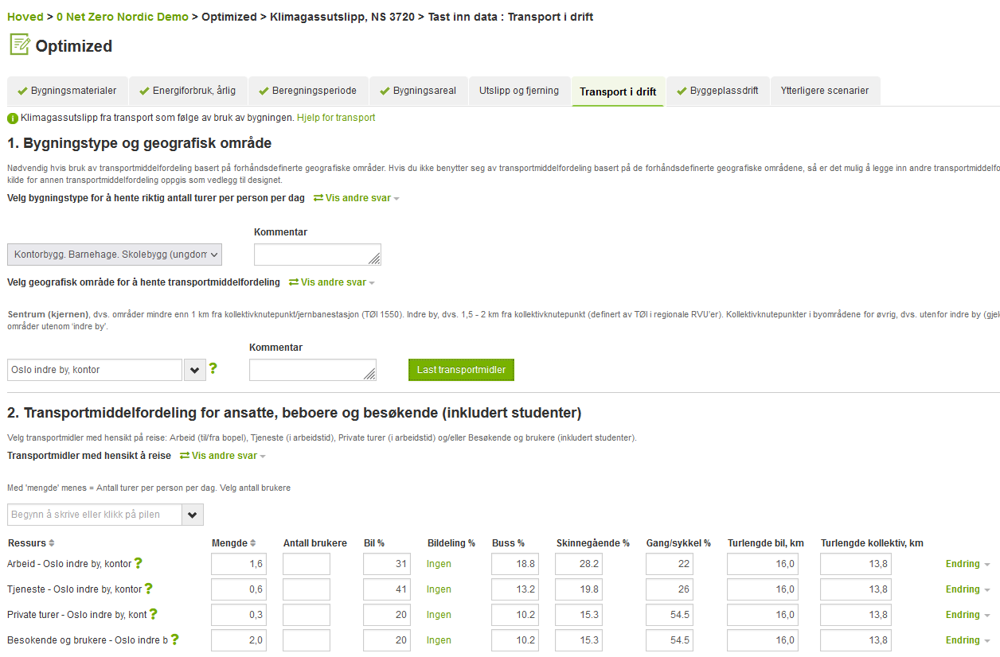 Hoved > 0 Net Zero Nordic Demo > Optimized > Klimagassutslipp, NS 3720 > Tast inn data : Transport i drift
Optimized
Bygningsmaterialer Energiforbruk, årlig Beregningsperiode Bygningsareal Utslipp og fjerning Transport i drift Byggeplassdrift Ytterligere scenarier
Klimagassutslipp fra transport som følge av bruk av bygningen. Hjelp for transport
1. Bygningstype og geografisk område
Nødvendig hvis bruk av transportmiddelfordeling basert på forhåndsdefinerte geografiske områder. Hvis du ikke benytter seg av transportmiddelfordeling basert på de forhåndsdefinerte geografiske områdene, så er det mulig å legge inn andre transportmiddelfo
kilde for annen transportmiddelfordeling oppgis som vedlegg til designet.
Velg bygningstype for å hente riktig antall turer per person per dag Vis andre svar
Kommentar
Kontorbygg. Barnehage. Skolebygg (ungdom
Velg geografisk område for å hente transportmiddelfordeling Vis andre svar
Sentrum (kjernen), dvs. områder mindre enn 1 km fra kollektivknutepunkt/jernbanestasjon (TØI 1550). Indre by, dvs. 1,5 - 2 km fra kollektivknutepunkt (definert av TØI i regionale RVU'er). Kollektivknutepunkter i byområdene for øvrig, dvs. utenfor indre by (gjel
områder utenom 'indre by'.
Kommentar
Oslo indre by, kontor ? Last transportmidler
2. Transportmiddelfordeling for ansatte, beboere og besøkende (inkludert studenter)
Velg transportmidler med hensikt på reise: Arbeid (til/fra bopel), Tjeneste (i arbeidstid), Private turer (i arbeidstid) og/eller Besøkende og brukere (inkludert studenter).
Transportmidler med hensikt å reise Vis andre svar
Med 'mengde' menes = Antall turer per person per dag. Velg antall brukere
Begynn å skrive eller klikk på pilen
Ressurs Mengde Antall brukere Bil % Bildeling % Buss % Skinnegående % Gang/sykkel % Turlengde bil, km Turlengde kollektiv, km
Arbeid - Oslo indre by, kontor ? 1,6 31 Ingen 18.8 28.2 22 16,0 13,8 Endring
Tjeneste - Oslo indre by, kontor ? 0,6 41 Ingen 13.2 19.8 26 16,0 13,8 Endring
Private turer - Oslo indre by, kont ? 0,3 20 Ingen 10.2 15.3 54.5 16,0 13,8 Endring
Besokende og brukere - Oslo indre b ? 2,0 20 Ingen 10.2 15.3 54.5 16,0 13,8 Endring